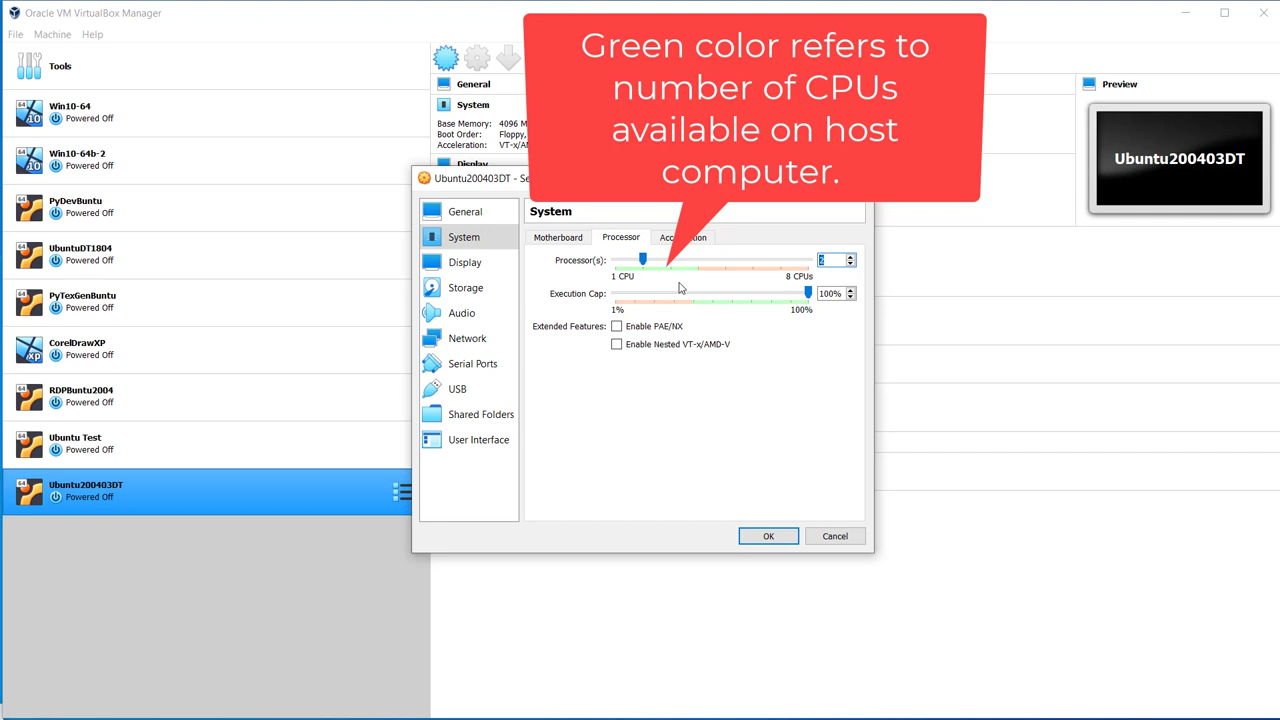 Oracle VM VirtualBox Manager
File Machine Help
Green color refers to
number of CPUs
available on host
computer.
Tools
Win10-64
Powered Off
Win10-64b-2
Powered Off
PyDevBuntu
Powered Off
UbuntuDT1804
Powered Off
PyTexGenBuntu
Powered Off
CorelDrawXP
Powered Off
RDPBuntu2004
Powered Off
Ubuntu Test
Powered Off
Ubuntu200403DT
Powered Off
General
System
Base Memory: 4096 M
Boot Order: Floppy,
Acceleration: VT-x/AM
Display
Preview
Ubuntu200403DT
Ubuntu200403DT - Se
General
System
Display
Storage
Audio
Network
Serial Ports
USB
Shared Folders
User Interface
System
Motherboard Processor Acceleration
Processor(s): 2
1 CPU 8 CPUs
Execution Cap: 100%
1% 100%
Extended Features: Enable PAE/NX
Enable Nested VT-x/AMD-V
OK Cancel